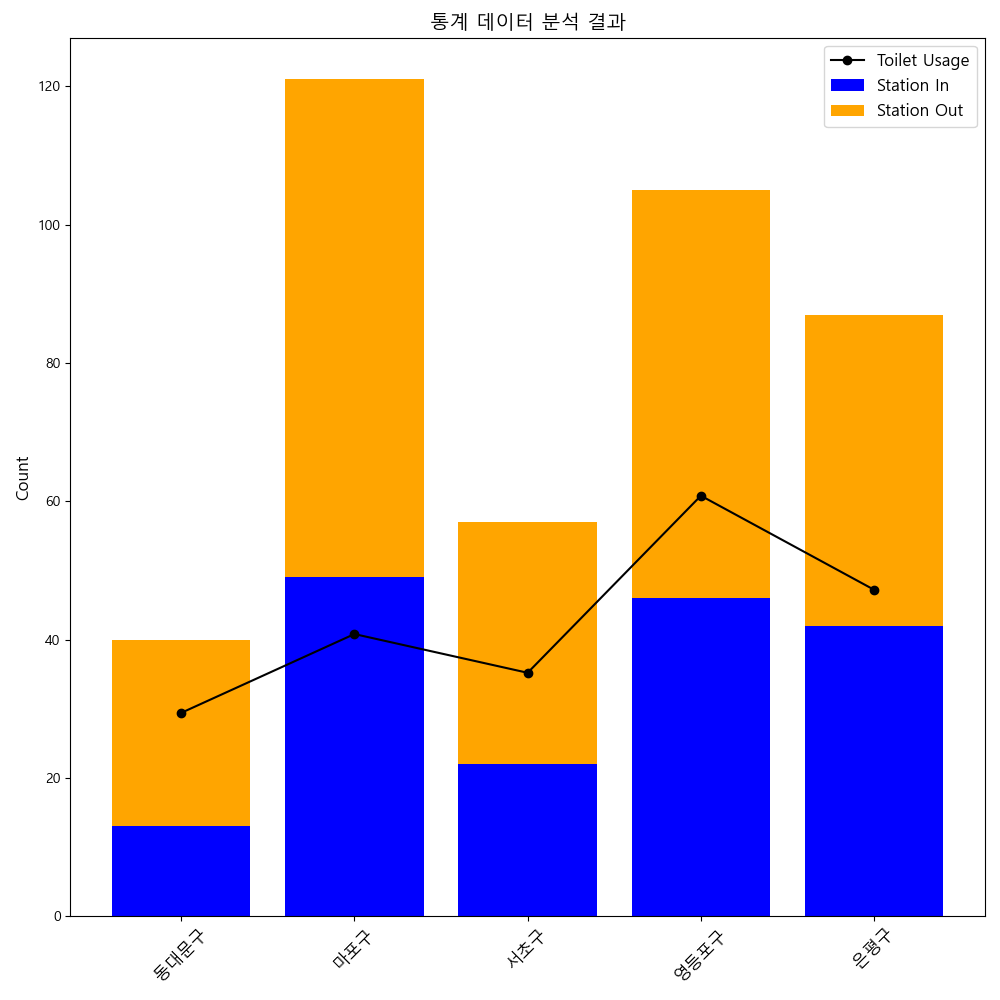 통계 데이터 분석 결과
Toilet Usage
Station In
Station Out
Count
120
100
80
60
40
20
0
동대문구
마포구
서초구
영등포구
은평구